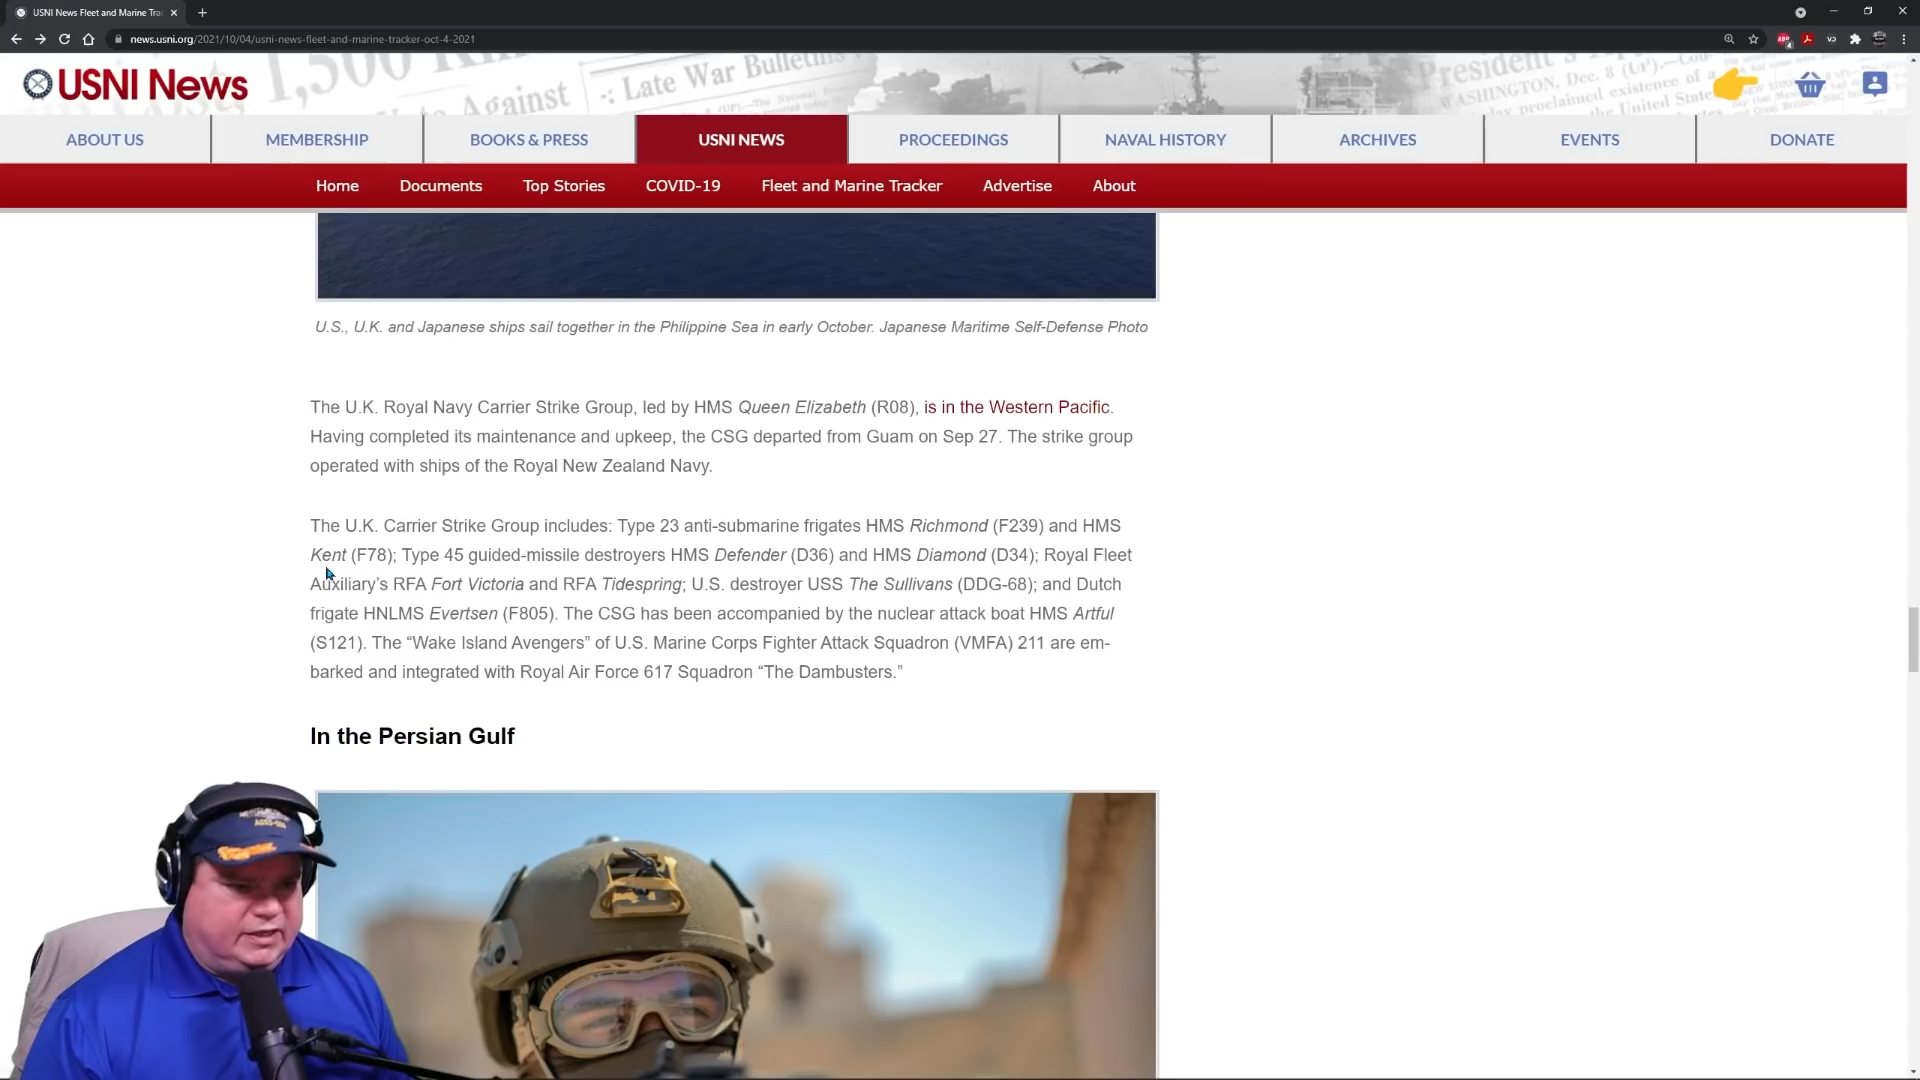 USNI News Fleet and Marine Tra
news.usni.org/2021/10/04/usni-news-fleet-and-marine-tracker-oct-4-2021
USNI News
Late War Bulletins
ABOUT US
MEMBERSHIP
BOOKS & PRESS
USNI NEWS
PROCEEDINGS
NAVAL HISTORY
ARCHIVES
EVENTS
DONATE
Home
Documents
Top Stories
COVID-19
Fleet and Marine Tracker
Advertise
About
U.S., U.K. and Japanese ships sail together in the Philippine Sea in early October. Japanese Maritime Self-Defense Photo
The U.K. Royal Navy Carrier Strike Group, led by HMS Queen Elizabeth (R08), is in the Western Pacific.
Having completed its maintenance and upkeep, the CSG departed from Guam on Sep 27. The strike group
operated with ships of the Royal New Zealand Navy.
The U.K. Carrier Strike Group includes: Type 23 anti-submarine frigates HMS Richmond (F239) and HMS
Kent (F78); Type 45 guided-missile destroyers HMS Defender (D36) and HMS Diamond (D34); Royal Fleet
Auxiliary’s RFA Fort Victoria and RFA Tidespring; U.S. destroyer USS The Sullivans (DDG-68); and Dutch
frigate HNLMS Evertsen (F805). The CSG has been accompanied by the nuclear attack boat HMS Artful
(S121). The “Wake Island Avengers” of U.S. Marine Corps Fighter Attack Squadron (VMFA) 211 are em-
barked and integrated with Royal Air Force 617 Squadron “The Dambusters.”
In the Persian Gulf